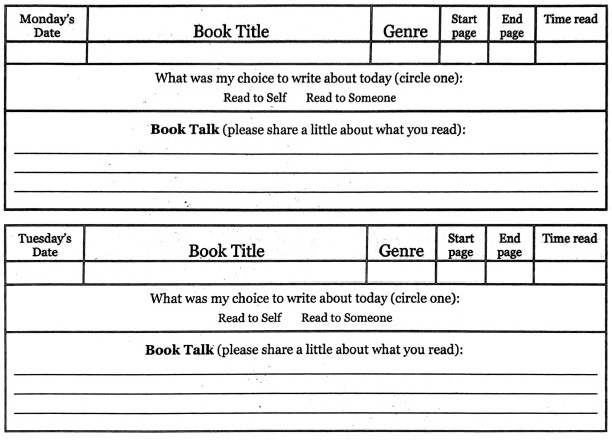 Monday's Date Book Title Genre Start page End page Time read
What was my choice to write about today (circle one):
Read to Self Read to Someone
Book Talk (please share a little about what you read):
Tuesday's Date Book Title Genre Start page End page Time read
What was my choice to write about today (circle one):
Read to Self Read to Someone
Book Talk (please share a little about what you read):